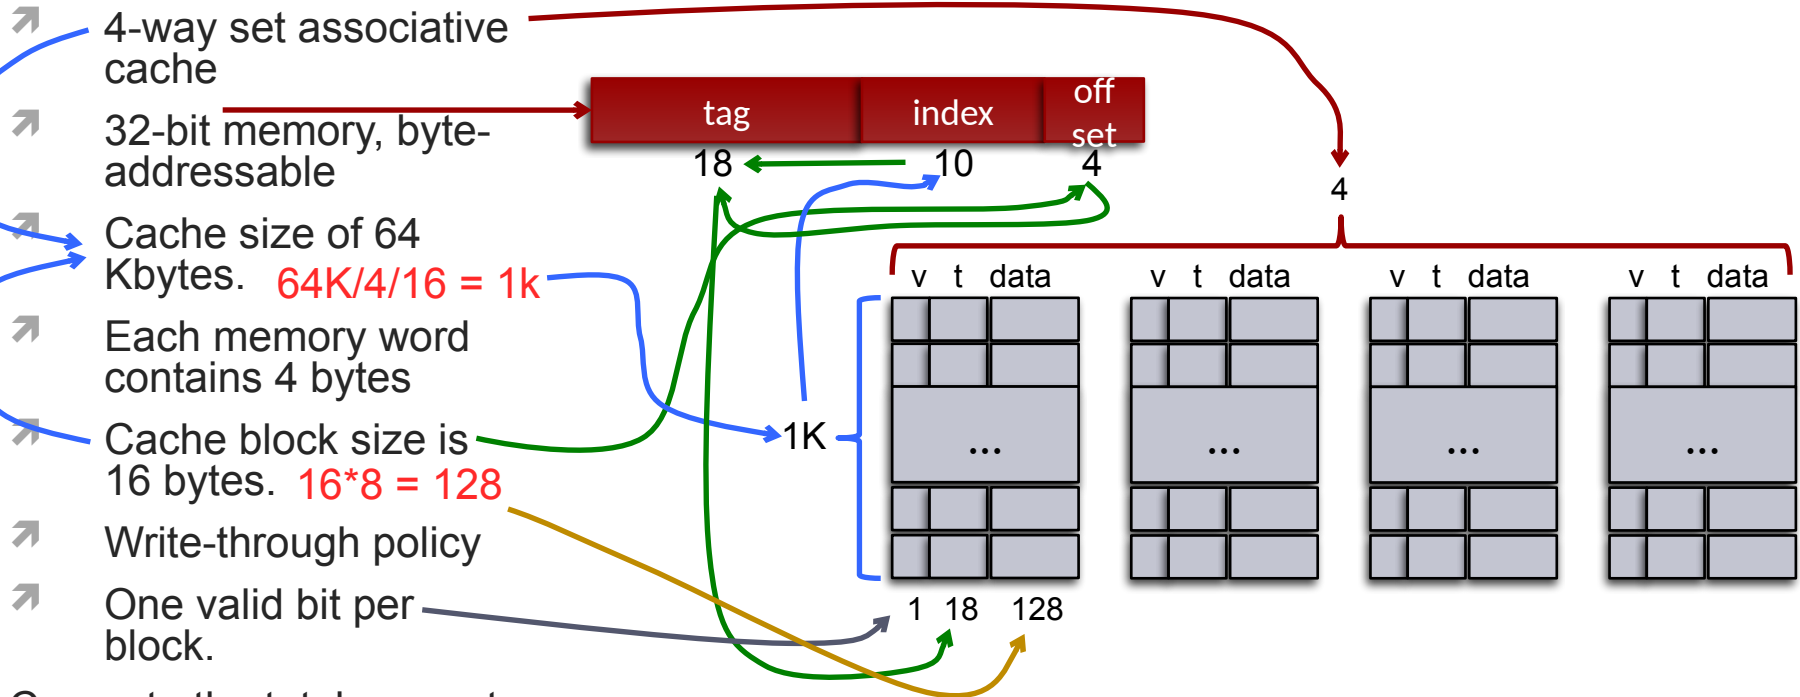 4-way set associative
cache
32-bit memory, byte-
addressable
Cache size of 64
Kbytes. 64K/4/16 = 1k
Each memory word
contains 4 bytes
Cache block size is
16 bytes. 16*8 = 128
Write-through policy
One valid bit per
block.
tag index off
set
18 10 4
4
v t data v t data v t data v t data
1K
... ... ... ...
1 18 128